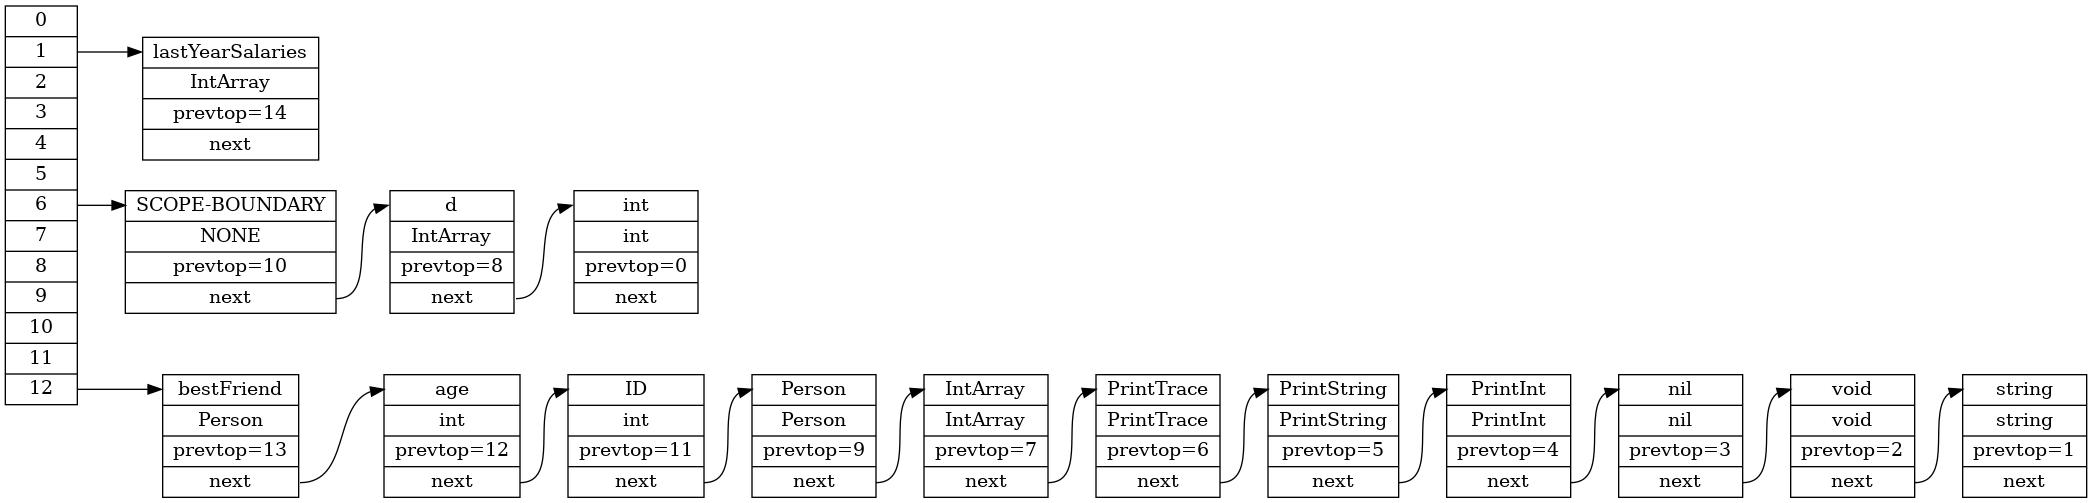 0
1
2
3
4
5
6
7
8
9
10
11
12
lastYearSalaries
IntArray
prevtop=14
next
SCOPE-BOUNDARY
NONE
prevtop=10
next
d
IntArray
prevtop=8
next
int
int
prevtop=0
next
bestFriend
Person
prevtop=13
next
age
int
prevtop=12
next
ID
int
prevtop=11
next
Person
Person
prevtop=9
next
IntArray
IntArray
prevtop=7
next
PrintTrace
PrintTrace
prevtop=6
next
PrintString
PrintString
prevtop=5
next
PrintInt
PrintInt
prevtop=4
next
nil
nil
prevtop=3
next
void
void
prevtop=2
next
string
string
prevtop=1
next